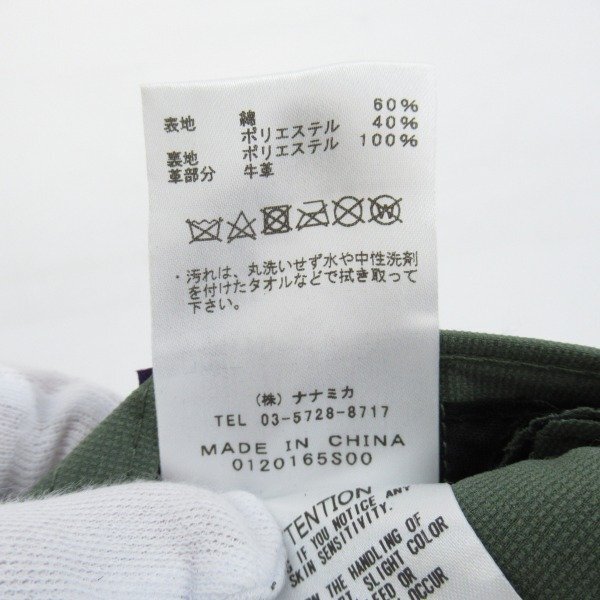 表地 綿 60%
ポリエステル 40%
裏地 ポリエステル 100%
革部分 牛革
・汚れは、丸洗いせず水や中性洗剤
を付けたタオルなどで拭き取って
下さい。
(株) ナナミカ
TEL 03-5728-8717
MADE IN CHINA
0120165S00
TENTION
IF YOU NOTICE ANY
SKIN SENSITIVITY.
ON THE HANDLING OF
SLIGHT COLOR
OR
OCCUR